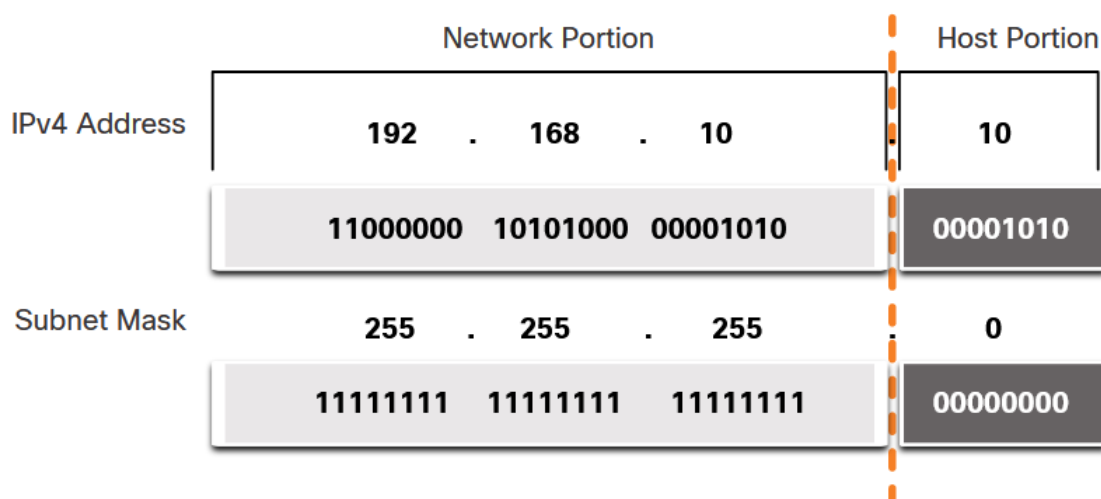 Network Portion Host Portion
IPv4 Address 192 . 168 . 10 . 10
11000000 10101000 00001010 00001010
Subnet Mask 255 . 255 . 255 . 0
11111111 11111111 11111111 00000000